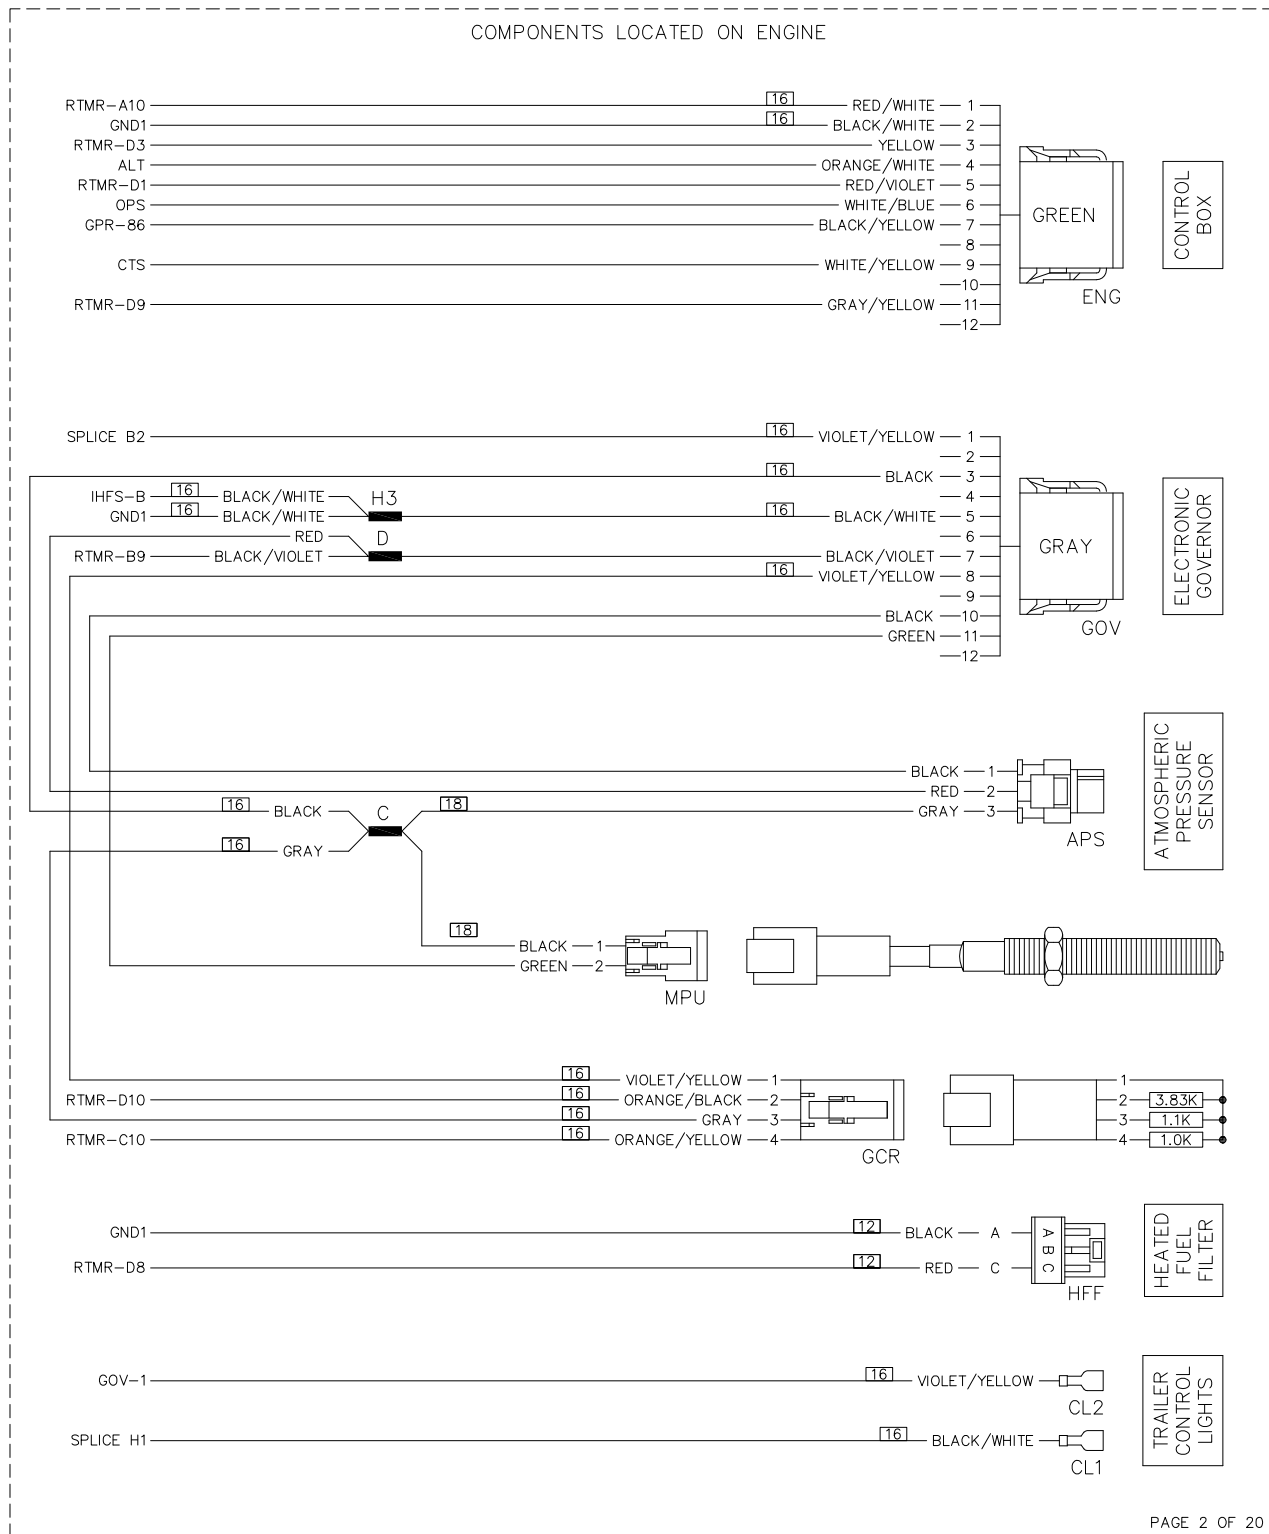 COMPONENTS LOCATED ON ENGINE
RTMR-A10 16 RED/WHITE 1
GND1 16 BLACK/WHITE 2
RTMR-D3 YELLOW 3
ALT ORANGE/WHITE 4
RTMR-D1 RED/VIOLET 5
OPS WHITE/BLUE 6
GPR-86 BLACK/YELLOW 7
8
CTS WHITE/YELLOW 9
10
RTMR-D9 GRAY/YELLOW 11
12
GREEN
ENG
CONTROL
BOX
SPLICE B2 16 VIOLET/YELLOW 1
2
16 BLACK 3
IHFS-B 16 BLACK/WHITE H3 4
GND1 16 BLACK/WHITE 16 BLACK/WHITE 5
RED D 6
RTMR-B9 BLACK/VIOLET BLACK/VIOLET 7
16 VIOLET/YELLOW 8
9
BLACK 10
GREEN 11
12
GRAY
GOV
ELECTRONIC
GOVERNOR
BLACK 1
RED 2
16 BLACK C 18 GRAY 3
16 GRAY
APS
ATMOSPHERIC
PRESSURE
SENSOR
18 BLACK 1
GREEN 2
MPU
16 VIOLET/YELLOW 1
RTMR-D10 16 ORANGE/BLACK 2
16 GRAY 3
RTMR-C10 16 ORANGE/YELLOW 4
GCR
1
2 3.83K
3 1.1K
4 1.0K
GND1 12 BLACK A
RTMR-D8 12 RED C
A B C
HFF
HEATED
FUEL
FILTER
GOV-1 16 VIOLET/YELLOW
CL2
SPLICE H1 16 BLACK/WHITE
CL1
TRAILER
CONTROL
LIGHTS
PAGE 2 OF 20